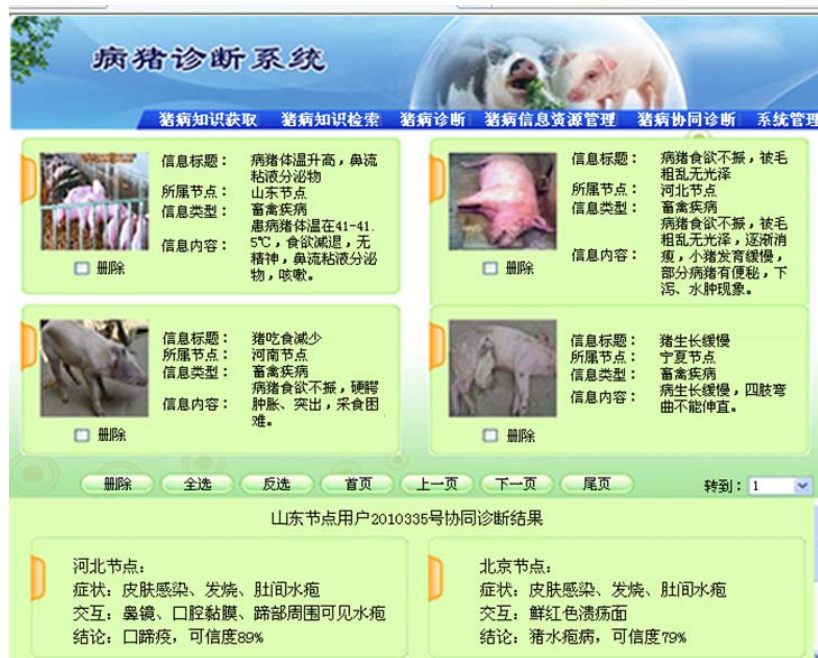 病猪诊断系统
猪病知识获取 猪病知识检索 猪病诊断 猪病信息资源管理 猪病协同诊断 系统管理
信息标题： 病猪体温升高，鼻流
粘液分泌物
所属节点： 山东节点
信息类型： 畜禽疾病
信息内容： 患病猪体温在41-41.
5℃，食欲减退，无
精神，鼻流粘液分泌
物，咳嗽。
删除
信息标题： 病猪食欲不振，被毛
粗乱无光泽
所属节点： 河北节点
信息类型： 畜禽疾病
信息内容： 病猪食欲不振，被毛
粗乱无光泽，逐渐消
瘦，小猪发育缓慢，
部分病猪有便秘，下
泻、水肿现象。
删除
信息标题： 猪吃食减少
所属节点： 河南节点
信息类型： 畜禽疾病
信息内容： 病猪食欲不振，硬腭
肿胀、突出，采食困
难。
删除
信息标题： 猪生长缓慢
所属节点： 宁夏节点
信息类型： 畜禽疾病
信息内容： 病生长缓慢，四肢弯
曲不能伸直。
删除
删除 全选 反选 首页 上一页 下一页 尾页 转到：1
山东节点用户2010335号协同诊断结果
河北节点：
症状：皮肤感染、发烧、肚间水疱
交互：鼻镜、口腔黏膜、蹄部周围可见水疱
结论：口蹄疫，可信度89%
北京节点：
症状：皮肤感染、发烧、肚间水疱
交互：鲜红色溃疡面
结论：猪水疱病，可信度79%